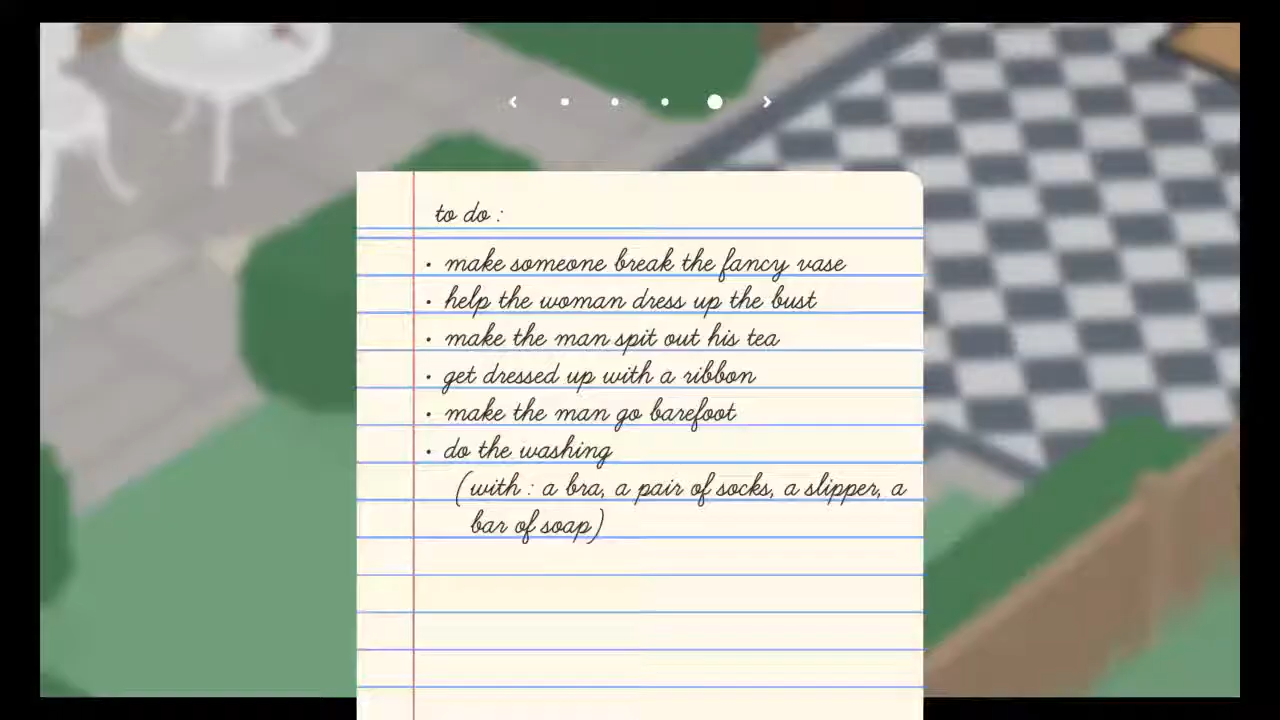 to do :
• make someone break the fancy vase
• help the woman dress up the bust
• make the man spit out his tea
• get dressed up with a ribbon
• make the man go barefoot
• do the washing
(with : a bra, a pair of socks, a slipper, a
bar of soap)